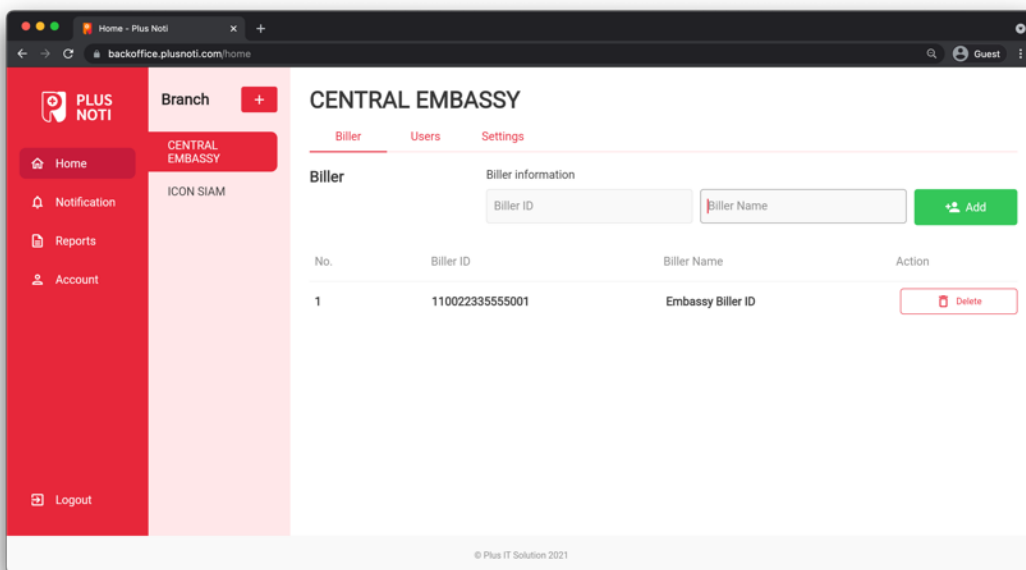 Home - Plus Noti
backoffice.plusnoti.com/home
Guest
PLUS
NOTI
Home
Notification
Reports
Account
Logout
Branch
+
CENTRAL
EMBASSY
ICON SIAM
CENTRAL EMBASSY
Biller Users Settings
Biller
Biller information
Biller ID Biller Name Add
No. Biller ID Biller Name Action
1 110022335555001 Embassy Biller ID Delete
© Plus IT Solution 2021